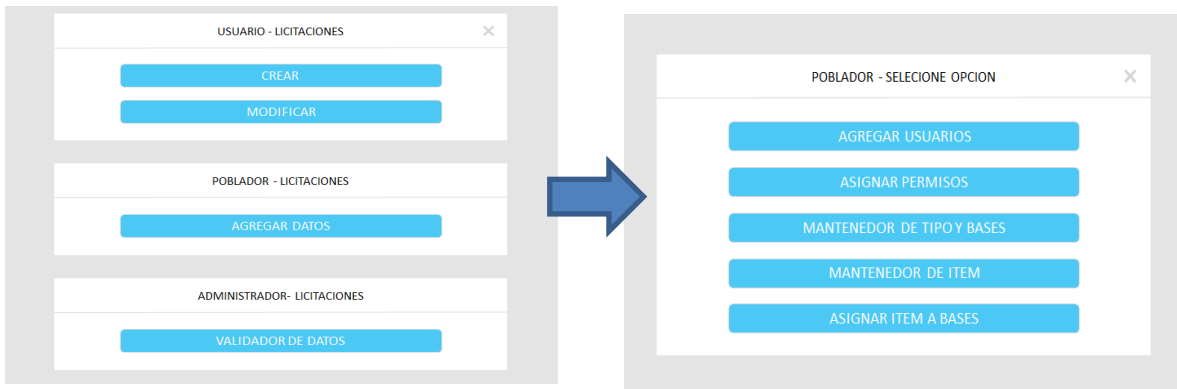 USUARIO - LICITACIONES
CREAR
MODIFICAR
POBLADOR - LICITACIONES
AGREGAR DATOS
ADMINISTRADOR- LICITACIONES
VALIDADOR DE DATOS
POBLADOR - SELECIONE OPCION
AGREGAR USUARIOS
ASIGNAR PERMISOS
MANTENEDOR DE TIPO Y BASES
MANTENEDOR DE ITEM
ASIGNAR ITEM A BASES